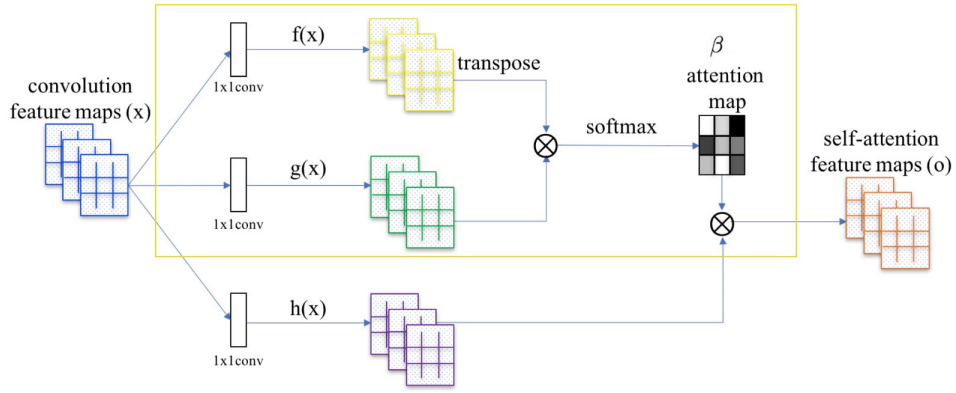 convolution
feature maps (x)
1x1conv
f(x)
transpose
1x1conv
g(x)
softmax
β
attention
map
self-attention
feature maps (o)
1x1conv
h(x)